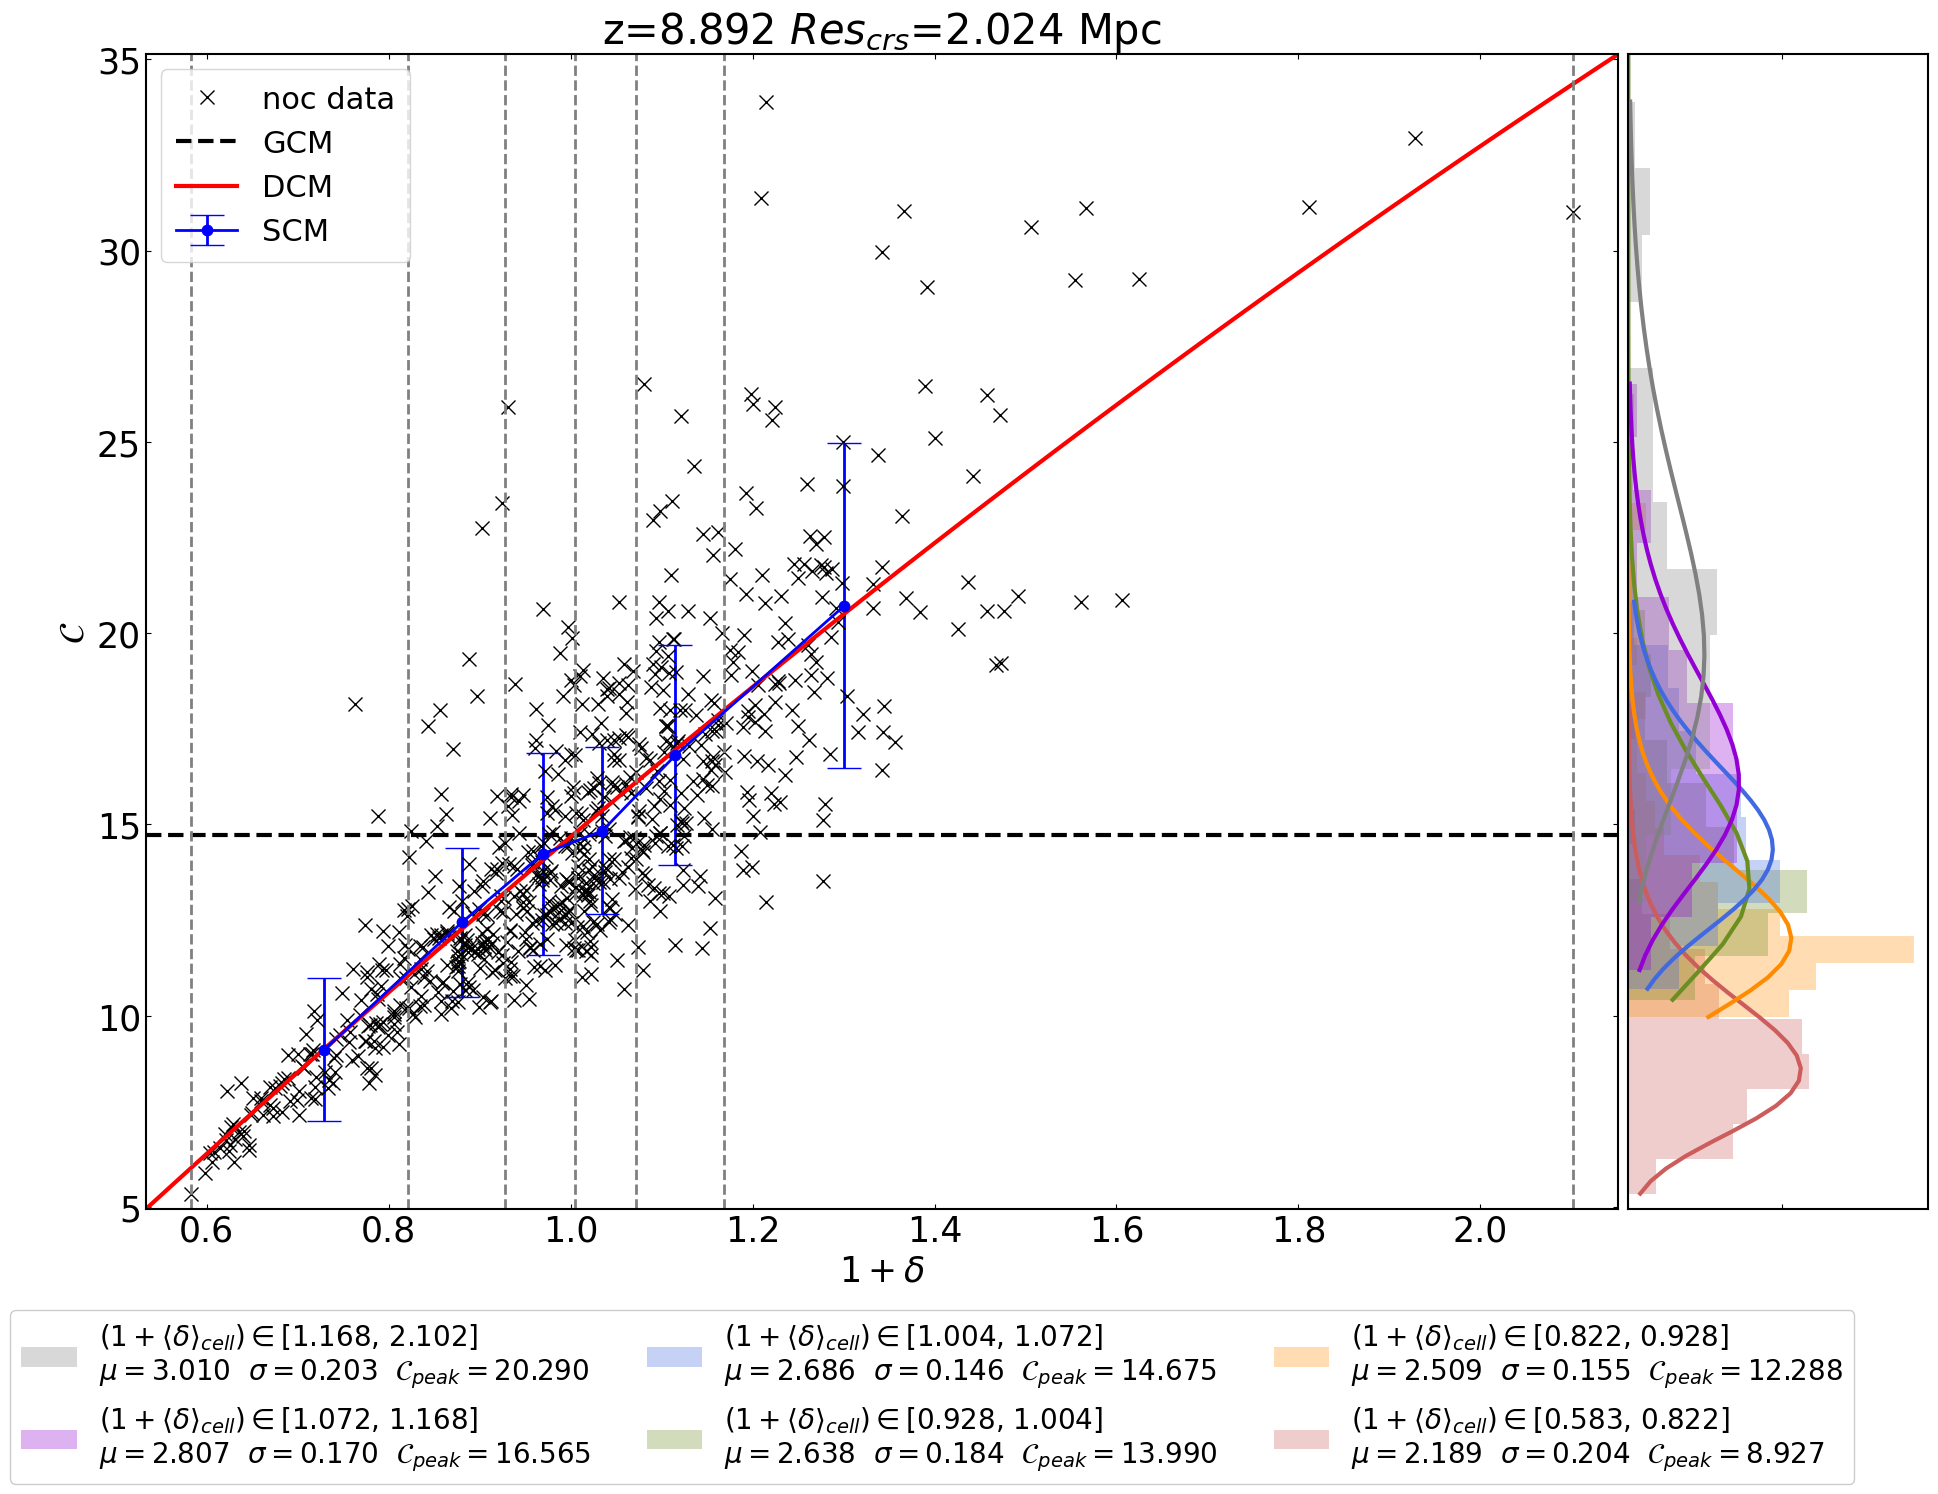 z=8.892 Res_crs=2.024 Mpc
noc data
GCM
DCM
SCM
35
30
25
20
15
10
5
𝒞
0.6 0.8 1.0 1.2 1.4 1.6 1.8 2.0
1 + δ
(1 + ⟨δ⟩_cell) ∈ [1.168, 2.102]
μ = 3.010 σ = 0.203 𝒞_peak = 20.290
(1 + ⟨δ⟩_cell) ∈ [1.072, 1.168]
μ = 2.807 σ = 0.170 𝒞_peak = 16.565
(1 + ⟨δ⟩_cell) ∈ [1.004, 1.072]
μ = 2.686 σ = 0.146 𝒞_peak = 14.675
(1 + ⟨δ⟩_cell) ∈ [0.928, 1.004]
μ = 2.638 σ = 0.184 𝒞_peak = 13.990
(1 + ⟨δ⟩_cell) ∈ [0.822, 0.928]
μ = 2.509 σ = 0.155 𝒞_peak = 12.288
(1 + ⟨δ⟩_cell) ∈ [0.583, 0.822]
μ = 2.189 σ = 0.204 𝒞_peak = 8.927